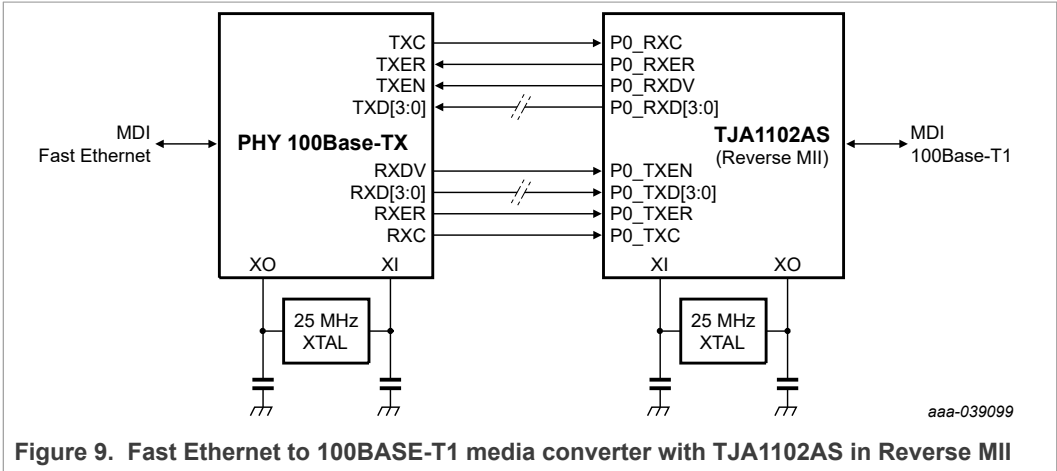 TXC
TXER
TXEN
TXD[3:0]
P0_RXC
P0_RXER
P0_RXDV
P0_RXD[3:0]
MDI
Fast Ethernet
PHY 100Base-TX
TJA1102AS
(Reverse MII)
MDI
100Base-T1
RXDV
RXD[3:0]
RXER
RXC
P0_TXEN
P0_TXD[3:0]
P0_TXER
P0_TXC
XO
XI
XI
XO
25 MHz
XTAL
25 MHz
XTAL
aaa-039099
Figure 9. Fast Ethernet to 100BASE-T1 media converter with TJA1102AS in Reverse MII